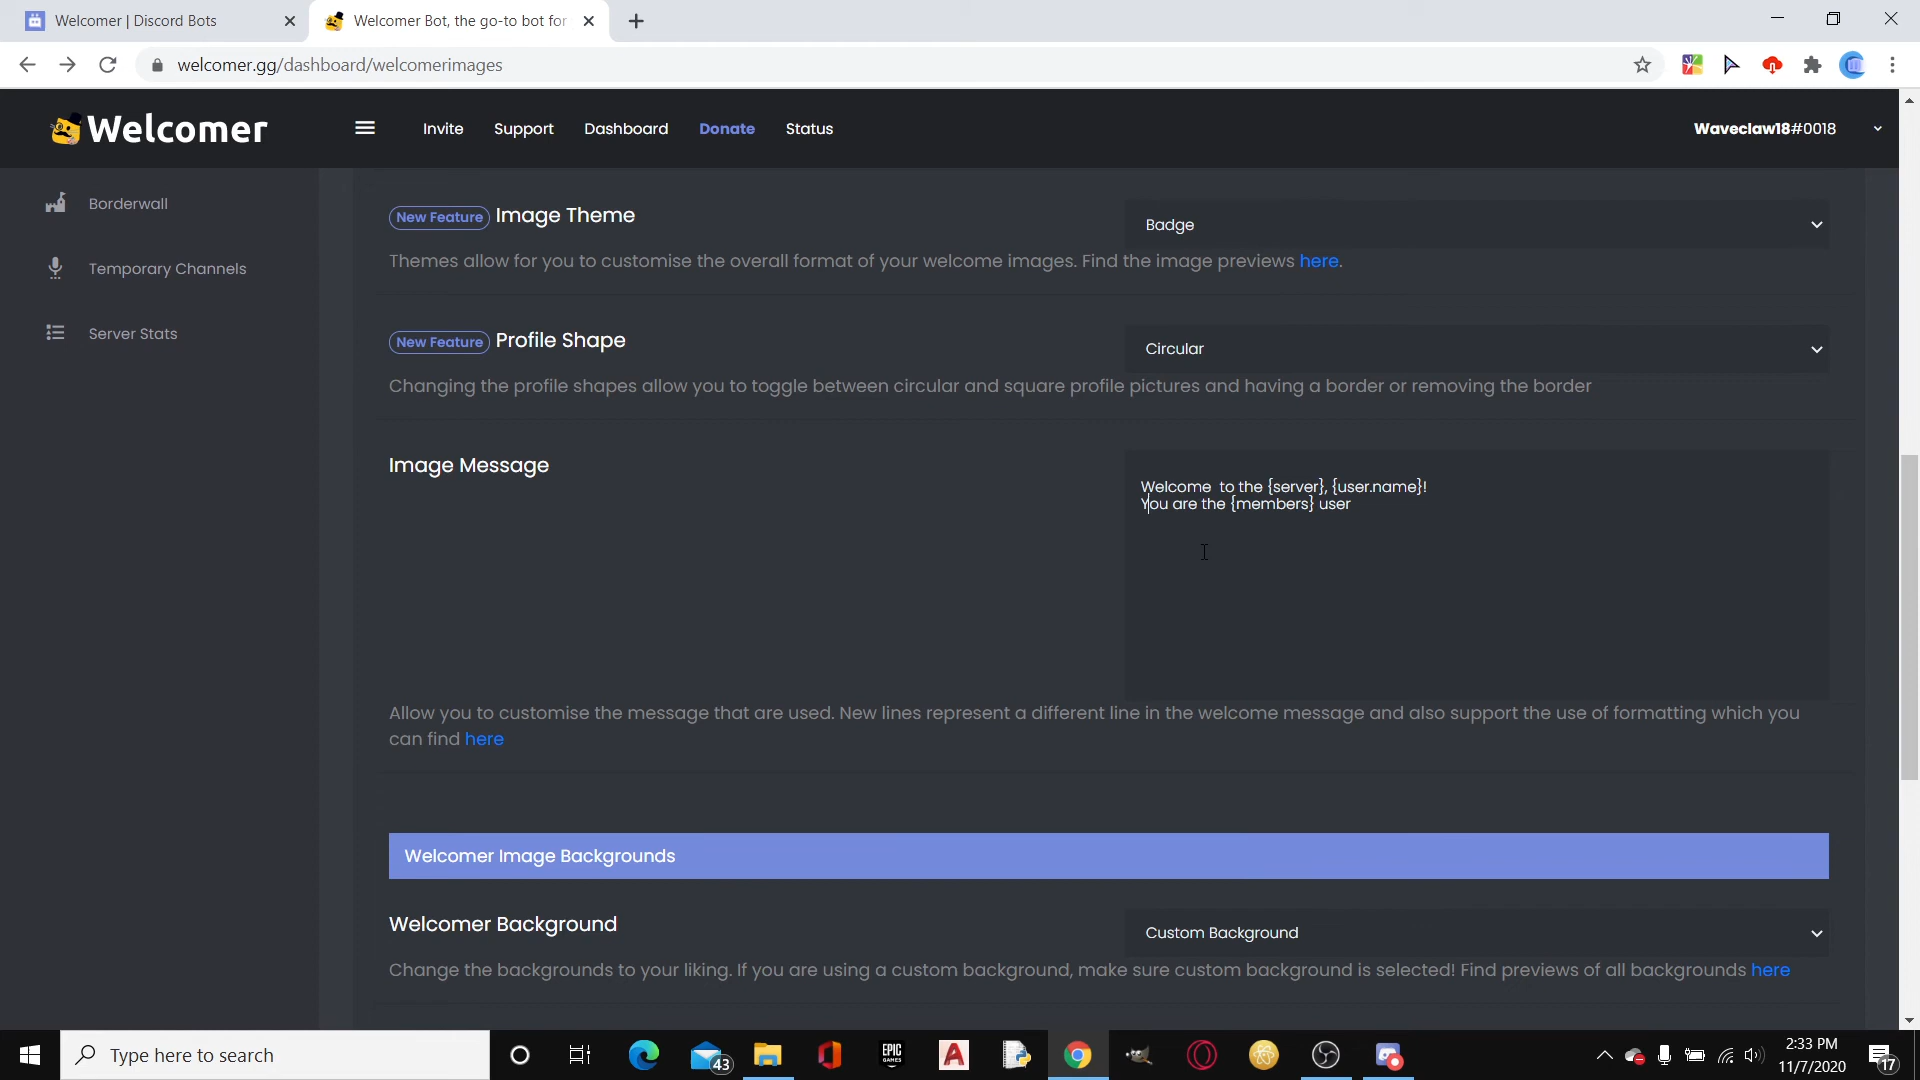 Welcomer | Discord Bots
Welcomer Bot, the go-to bot for
welcomer.gg/dashboard/welcomerimages
Welcomer
Invite
Support
Dashboard
Donate
Status
Waveclaw18#0018
Borderwall
Temporary Channels
Server Stats
New Feature Image Theme
Badge
Themes allow for you to customise the overall format of your welcome images. Find the image previews here.
New Feature Profile Shape
Circular
Changing the profile shapes allow you to toggle between circular and square profile pictures and having a border or removing the border
Image Message
Welcome  to the {server}, {user.name}!
You are the {members} user
Allow you to customise the message that are used. New lines represent a different line in the welcome message and also support the use of formatting which you
can find here
Welcomer Image Backgrounds
Welcomer Background
Custom Background
Change the backgrounds to your liking. If you are using a custom background, make sure custom background is selected! Find previews of all backgrounds here
Type here to search
43
EPIC
GAMES
2:33 PM
11/7/2020
17